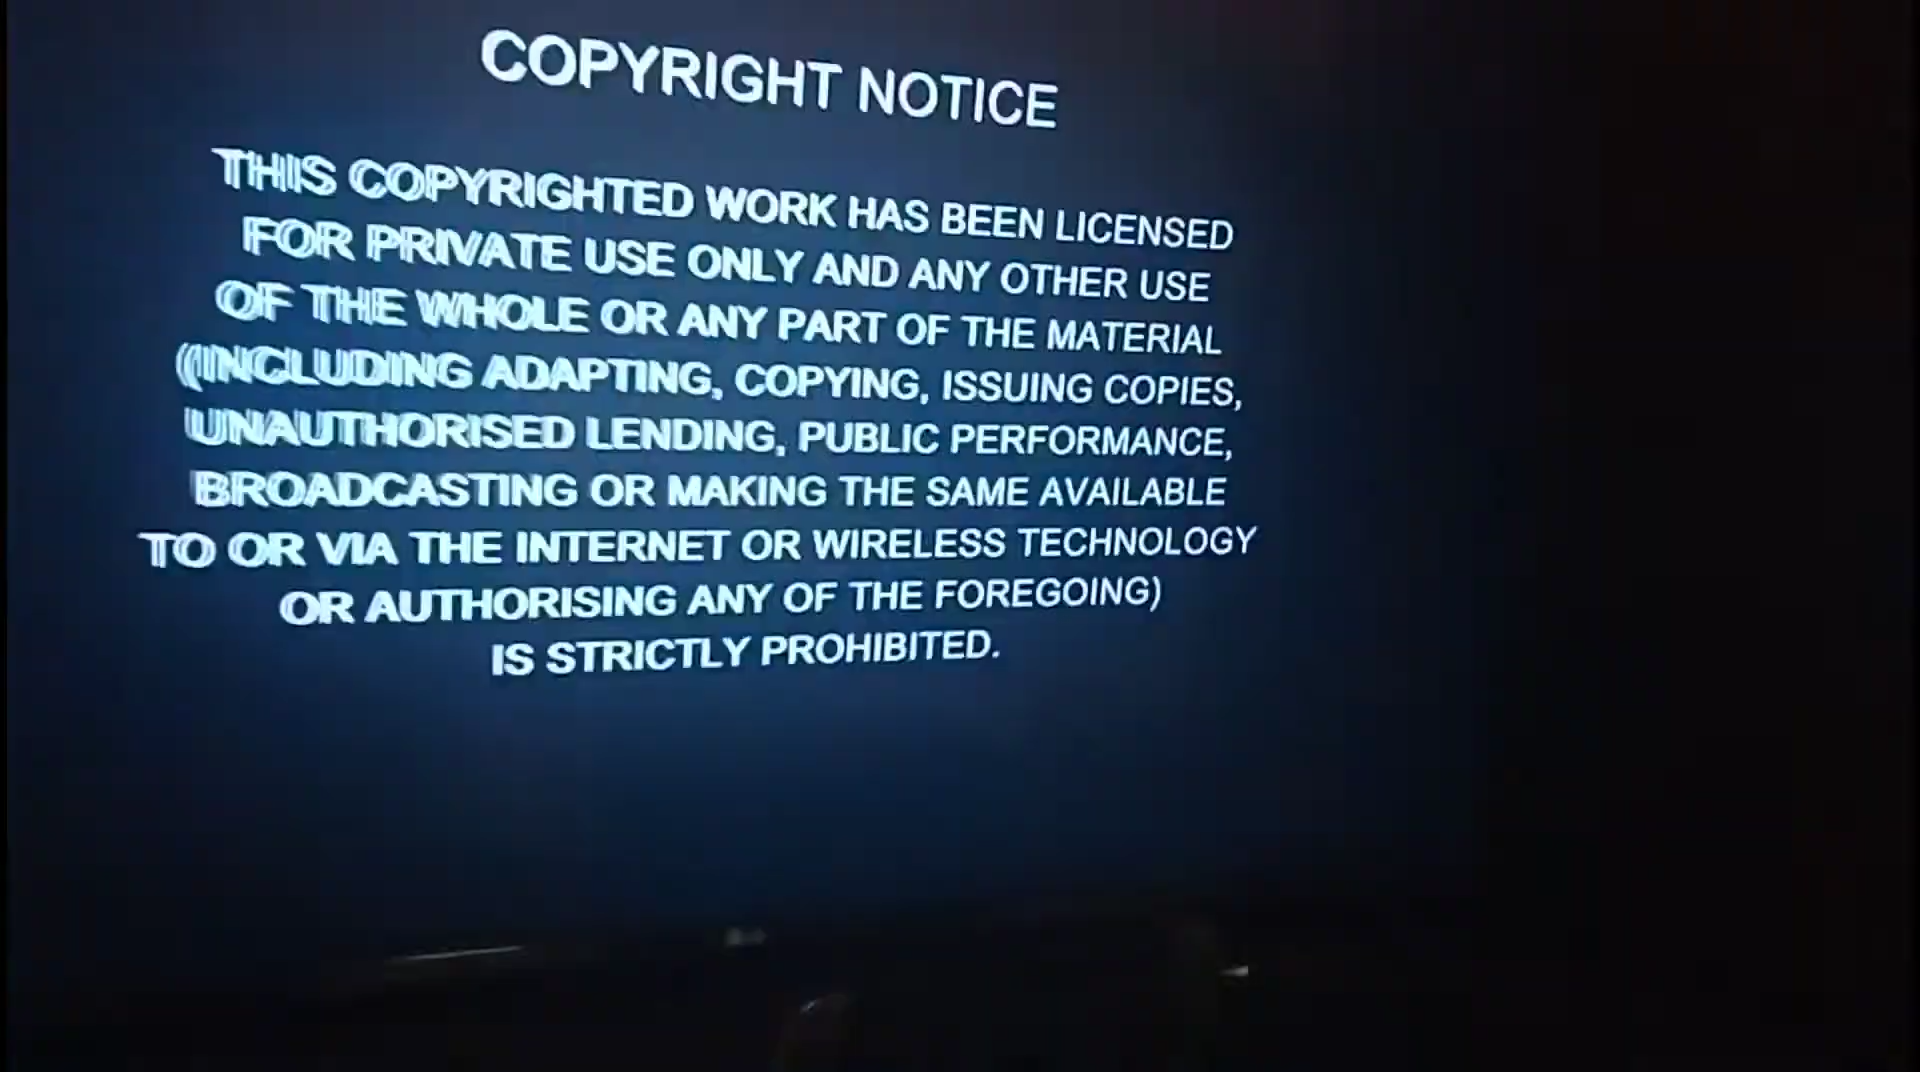 COPYRIGHT NOTICE
THIS COPYRIGHTED WORK HAS BEEN LICENSED
FOR PRIVATE USE ONLY AND ANY OTHER USE
OF THE WHOLE OR ANY PART OF THE MATERIAL
(INCLUDING ADAPTING, COPYING, ISSUING COPIES,
UNAUTHORISED LENDING, PUBLIC PERFORMANCE,
BROADCASTING OR MAKING THE SAME AVAILABLE
TO OR VIA THE INTERNET OR WIRELESS TECHNOLOGY
OR AUTHORISING ANY OF THE FOREGOING)
IS STRICTLY PROHIBITED.